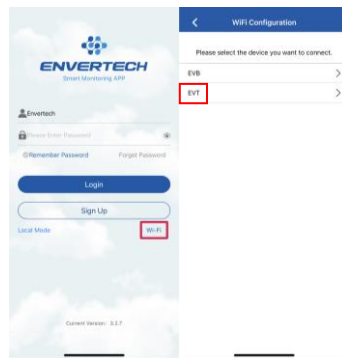 ENVERTECH
Smart Monitoring APP
Envertech
Please Enter Password
Remember Password
Forget Password
Login
Sign Up
Local Mode
Wi-Fi
Current Version: 3.3.7
WiFi Configuration
Please select the device you want to connect.
EVB
EVT